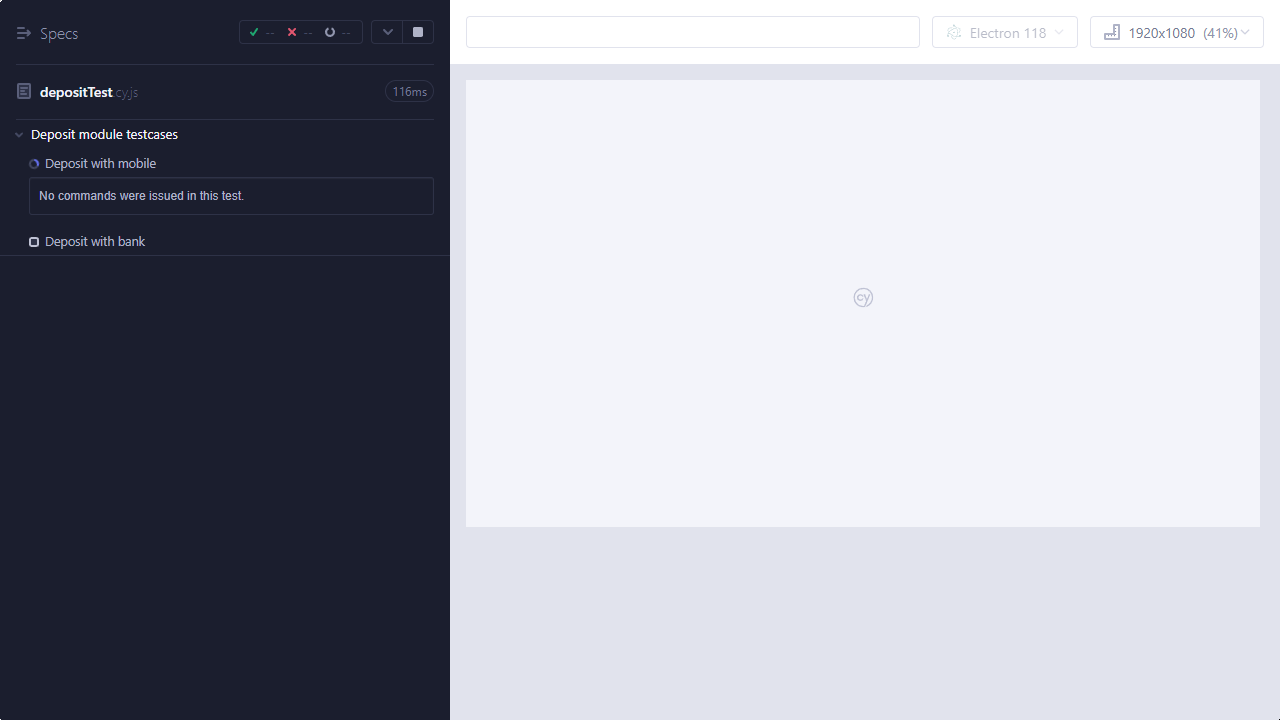 Specs
--
--
--
Electron 118
1920x1080 (41%)
depositTest.cy.js
116ms
Deposit module testcases
Deposit with mobile
No commands were issued in this test.
Deposit with bank
cy